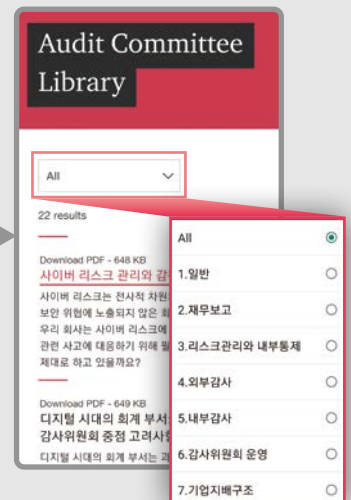 Audit Committee
Library
All
22 results
Download PDF - 648 KB
사이버 리스크 관리와
사이버 리스크는 전사적
보안 위협에 노출되지 않은
우리 회사는 사이버 리스크에
관련 사고에 대응하기 위해
제대로 하고 있을까요?
Download PDF - 649 KB
디지털 시대의 회계 부서
감사위원회 중점 고려사항
디지털 시대의 회계 부서는
All
1.일반
2.재무보고
3.리스크관리와 내부통제
4.외부감사
5.내부감사
6.감사위원회 운영
7.기업지배구조